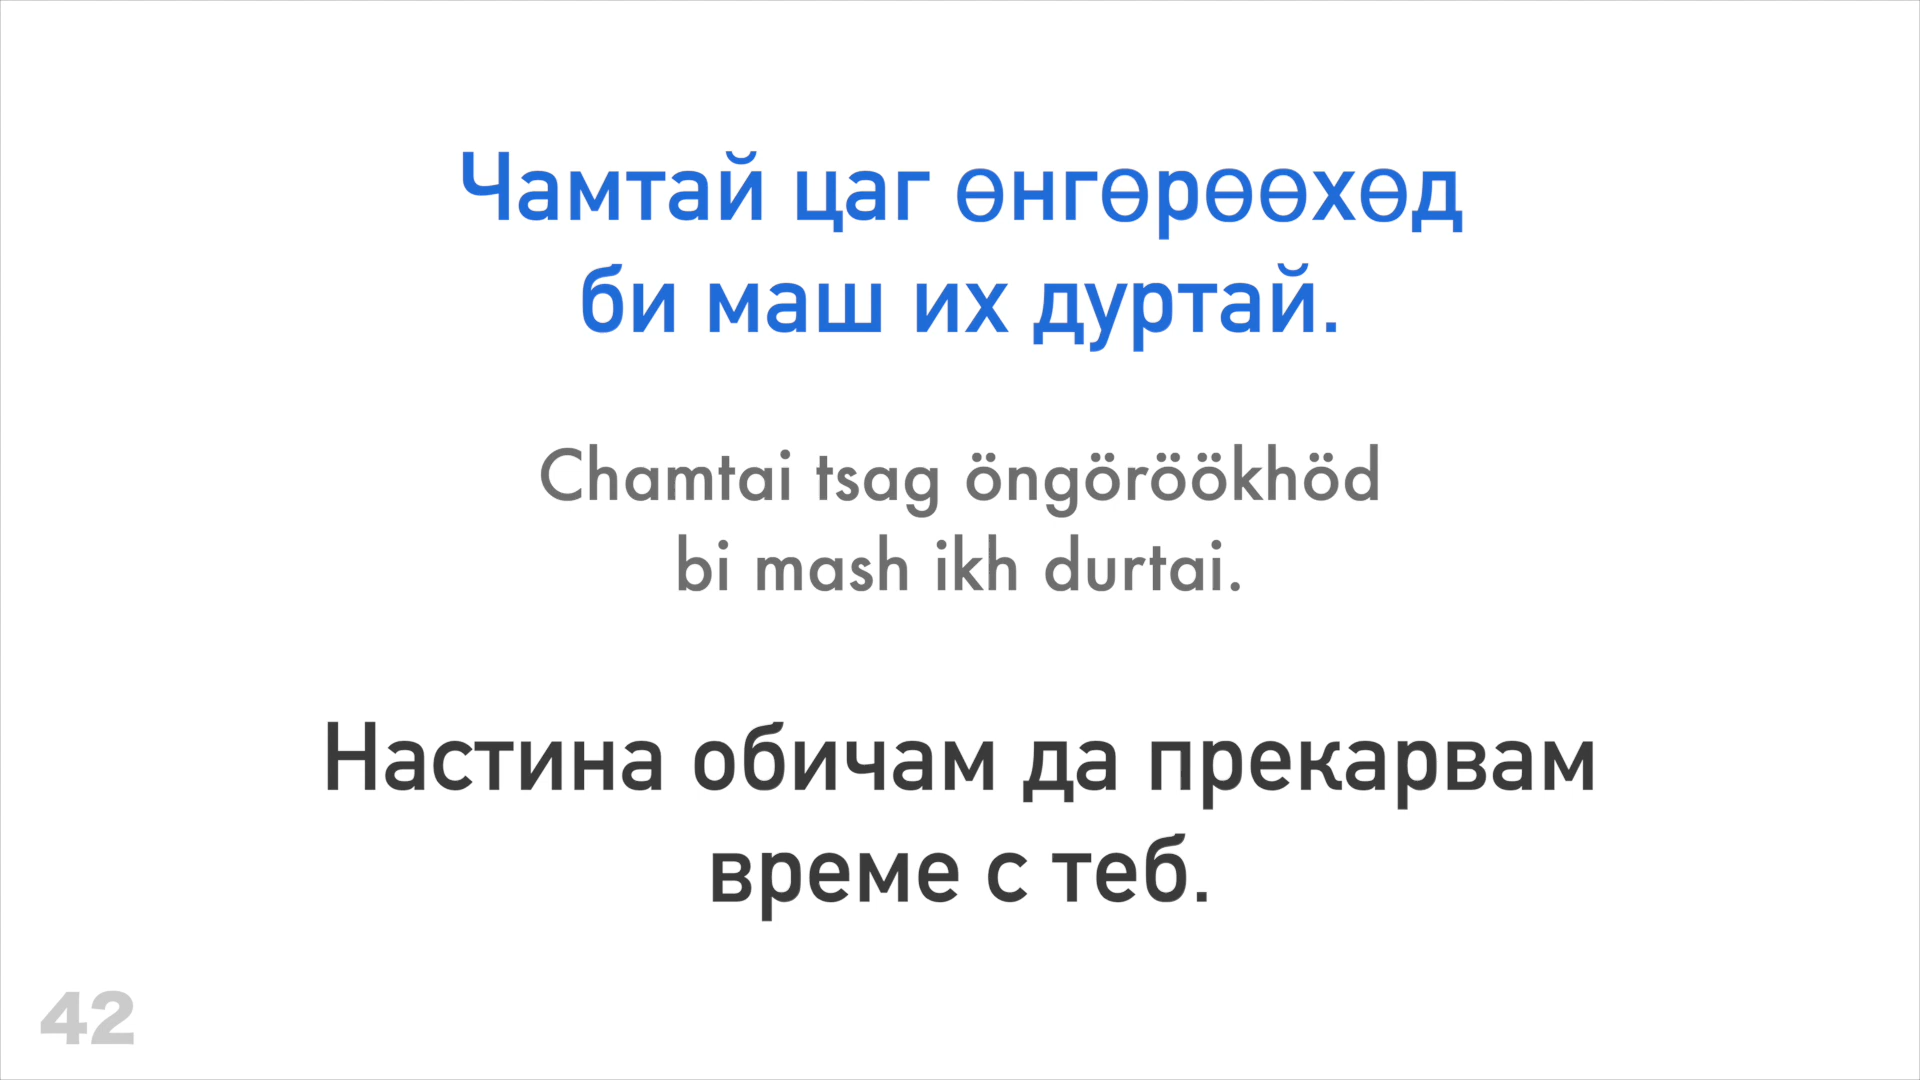 Чамтай цаг өнгөрөөхөд
би маш их дуртай.
Chamtai tsag öngöröökhöd
bi mash ikh durtai.
Настина обичам да прекарвам
време с теб.
42